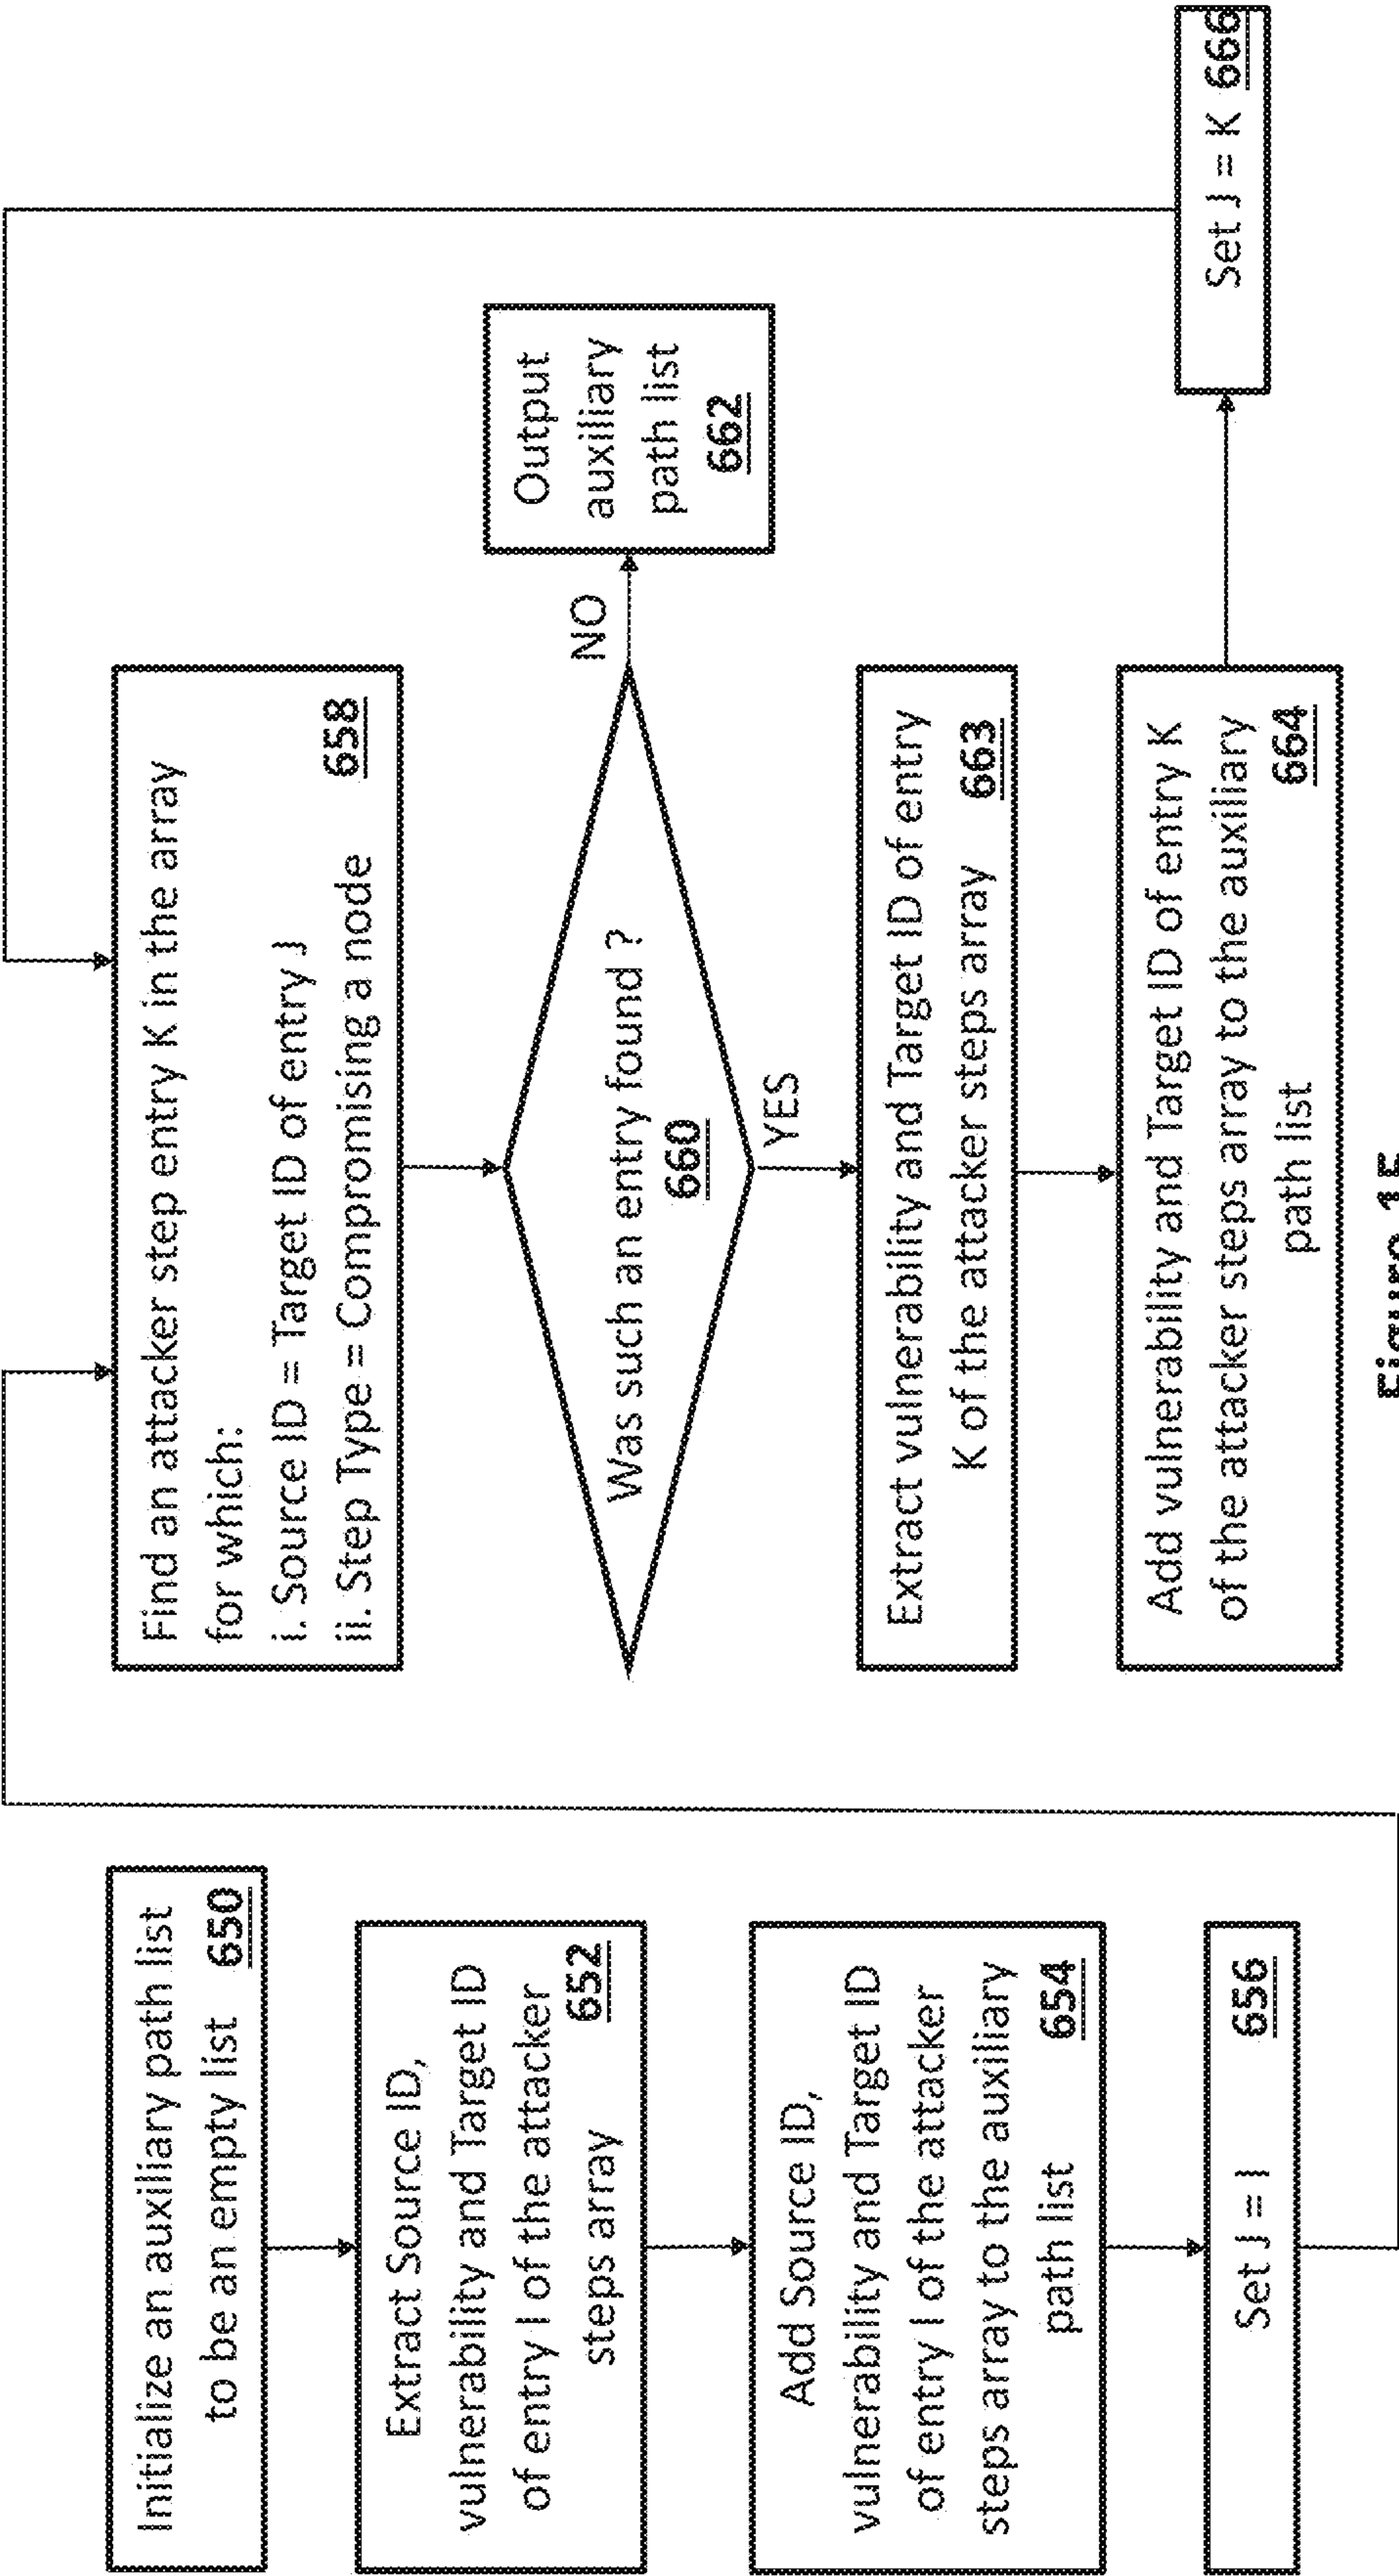 Initialize an auxiliary path list
to be an empty list 650
Extract Source ID,
vulnerability and Target ID
of entry I of the attacker
steps array 652
Add Source ID,
vulnerability and Target ID
of entry I of the attacker
steps array to the auxiliary
path list 654
Set J = I 656
Find an attacker step entry K in the array
for which:
i. Source ID = Target ID of entry J
ii. Step Type = Compromising a node 658
Was such an entry found ?
660
NO
Output
auxiliary
path list
662
YES
Extract vulnerability and Target ID of entry
K of the attacker steps array 663
Add vulnerability and Target ID of entry K
of the attacker steps array to the auxiliary
path list 664
Set J = K 666